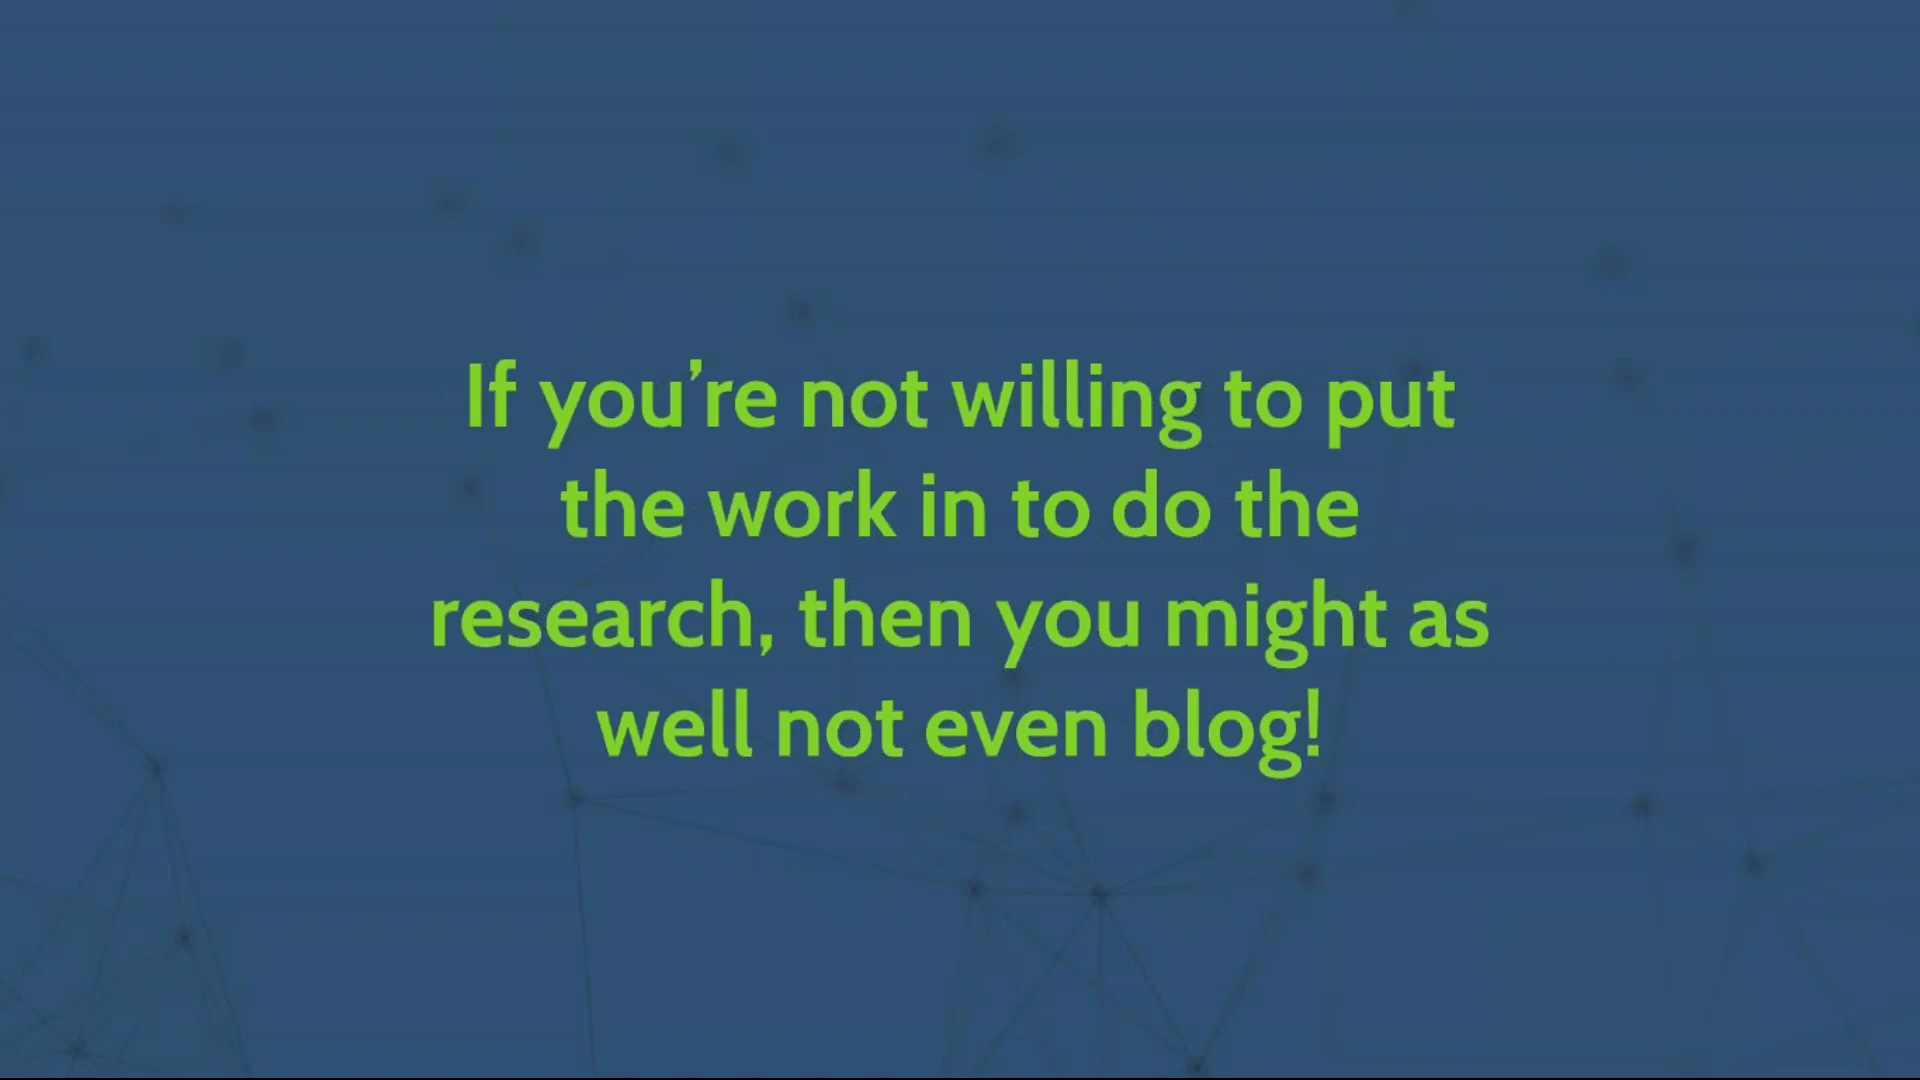 If you’re not willing to put
the work in to do the
research, then you might as
well not even blog!